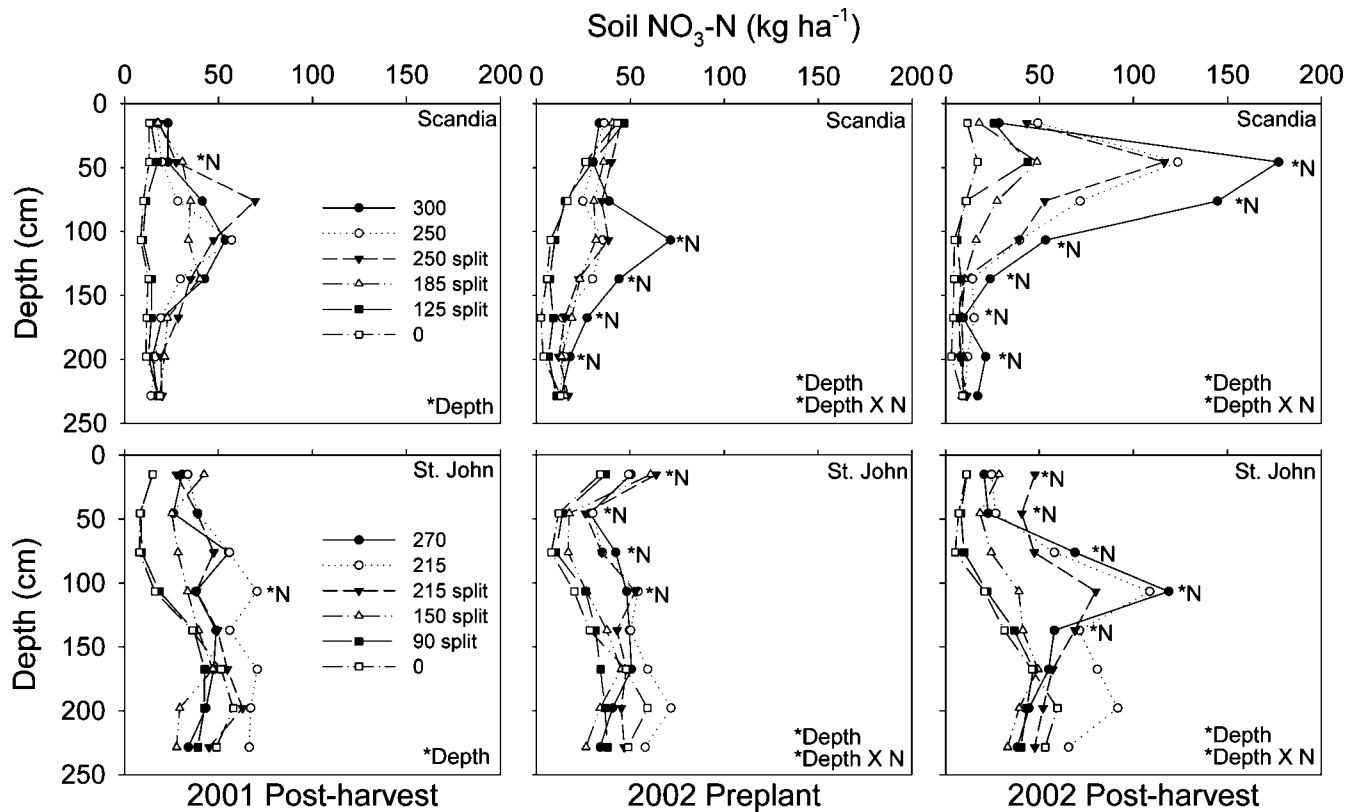 Soil NO₃-N (kg ha⁻¹)
0 50 100 150 200
0 50 100 150 200
0 50 100 150 200
Depth (cm)
0
50
100
150
200
250
Scandia
*N
300
250
250 split
185 split
125 split
0
*Depth
Scandia
*N
*N
*N
*N
*Depth
*Depth X N
Scandia
*N
*N
*N
*N
*N
*N
*Depth
*Depth X N
Depth (cm)
0
50
100
150
200
250
St. John
270
215
215 split
150 split
90 split
0
*N
*Depth
St. John
*N
*N
*N
*N
*Depth
*Depth X N
St. John
*N
*N
*N
*N
*N
*Depth
*Depth X N
2001 Post-harvest
2002 Preplant
2002 Post-harvest